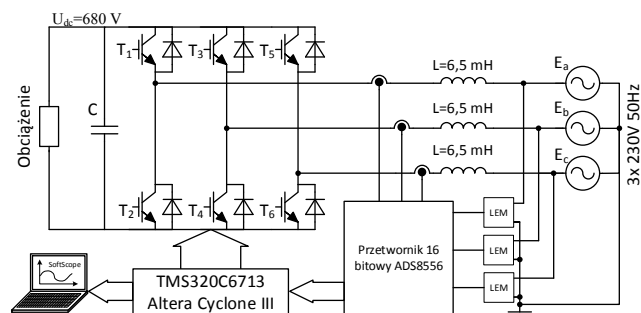 U_dc=680 V
T₁ T₃ T₅
L=6,5 mH
E_a
Obciążenie
C
L=6,5 mH
E_b
L=6,5 mH
E_c
3x 230V 50Hz
T₂ T₄ T₆
LEM
LEM
LEM
Przetwornik 16
bitowy ADS8556
SoftScope
TMS320C6713
Altera Cyclone III